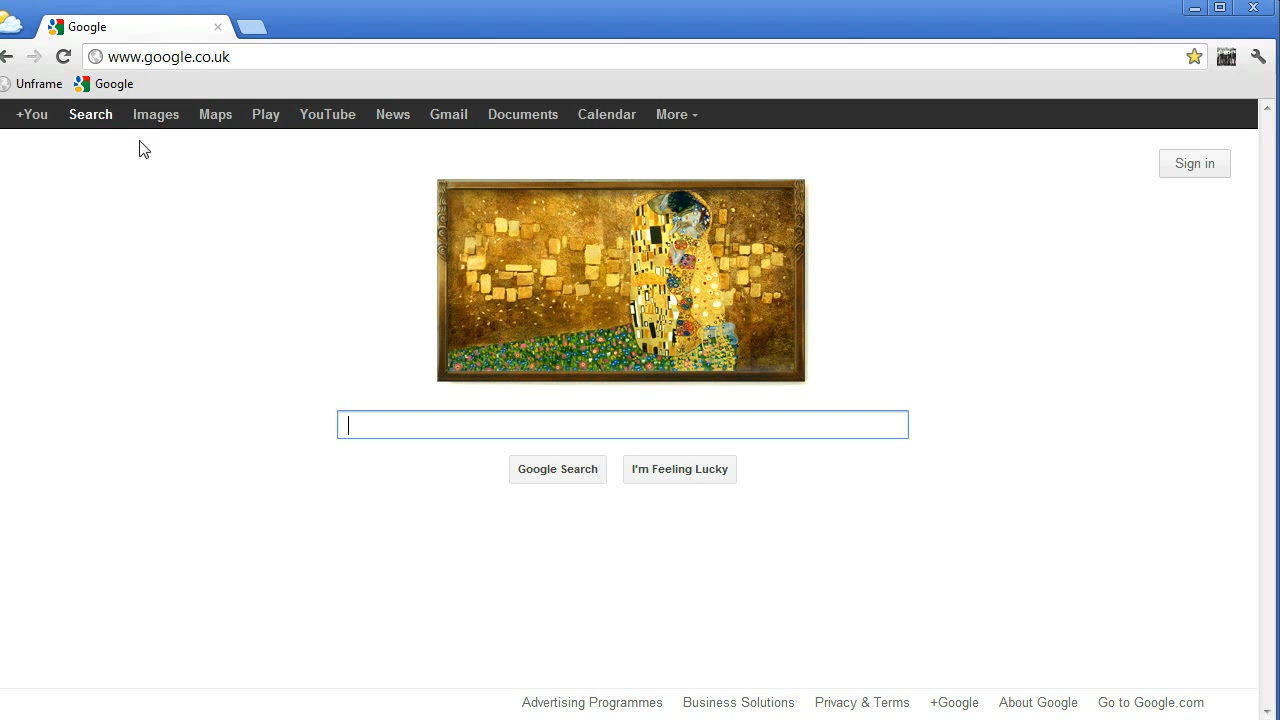 Google
www.google.co.uk
Unframe Google
+You Search Images Maps Play YouTube News Gmail Documents Calendar More
Sign in
Google Search I'm Feeling Lucky
Advertising Programmes Business Solutions Privacy & Terms +Google About Google Go to Google.com